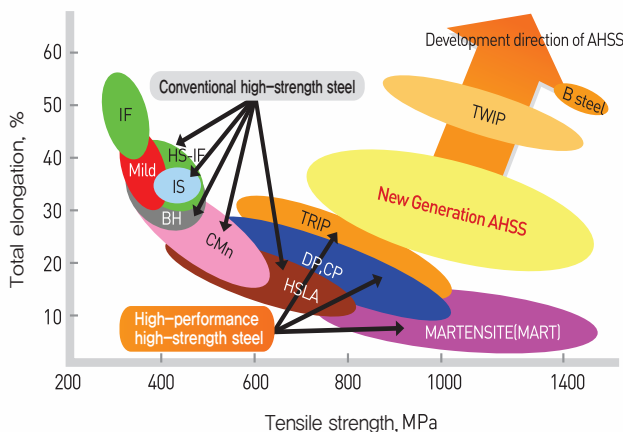 Total elongation, %
60
50
40
30
20
10
200
400
600
800
1000
1400
Tensile strength, MPa
Development direction of AHSS
B steel
TWIP
Conventional high-strength steel
IF
HS-IF
Mild
IS
BH
CMn
New Generation AHSS
TRIP
DP,CP
HSLA
High-performance
high-strength steel
MARTENSITE(MART)